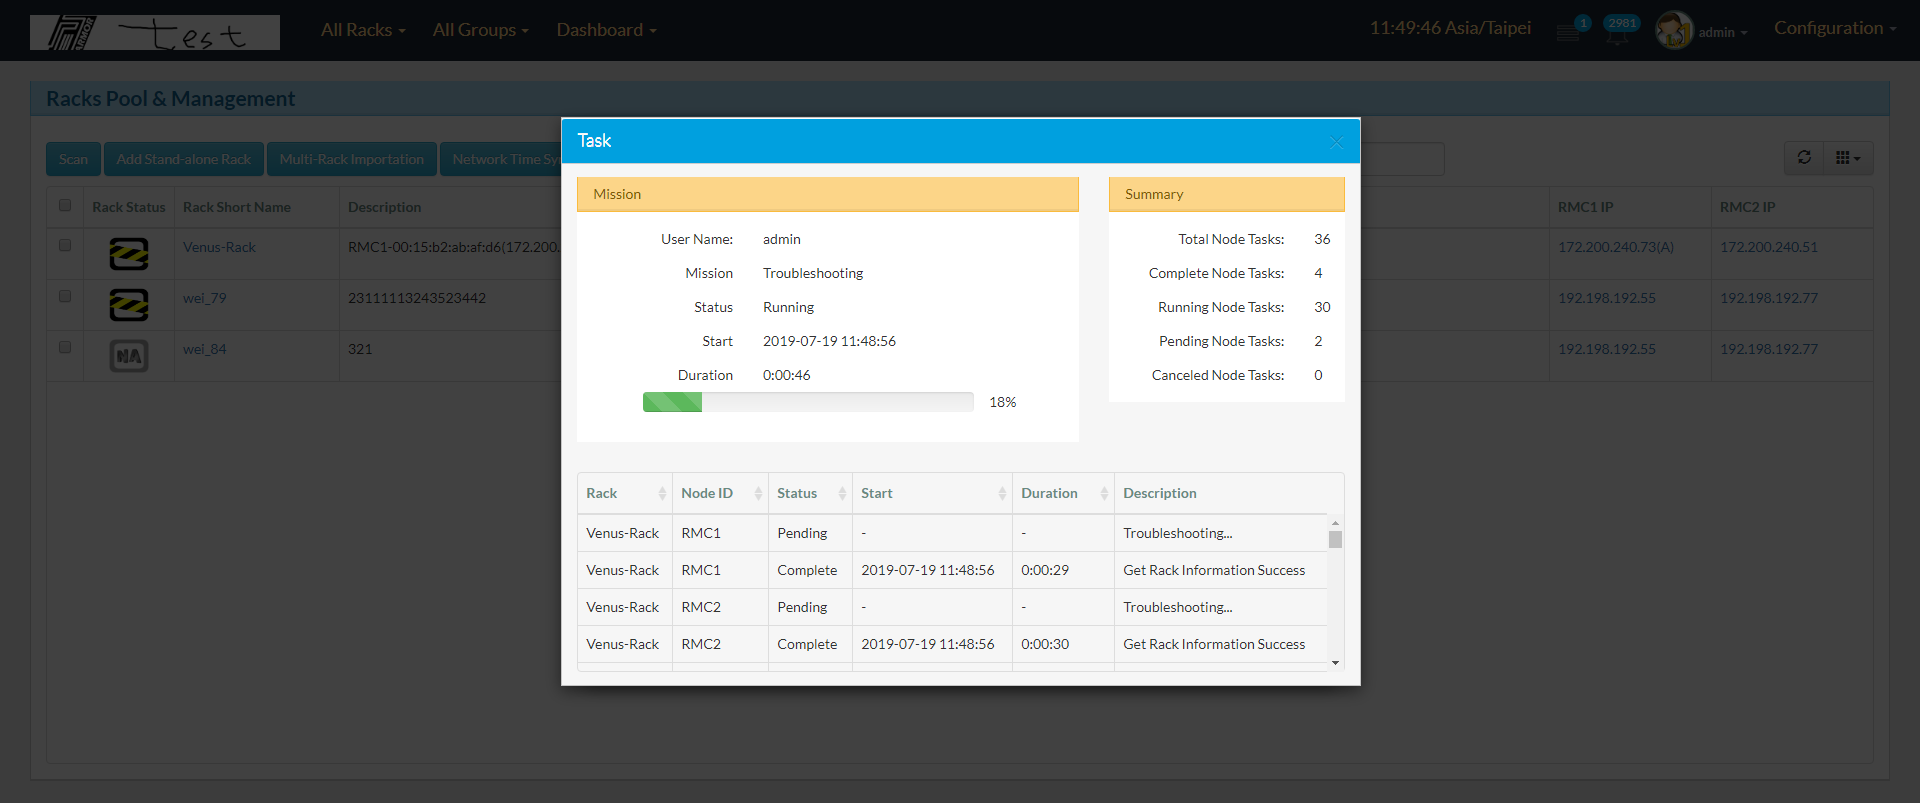 test
All Racks
All Groups
Dashboard
11:49:46 Asia/Taipei
1
2981
admin
Configuration
Racks Pool & Management
Scan
Add Stand-alone Rack
Multi-Rack Importation
Network Time Sy
Rack Status Rack Short Name Description RMC1 IP RMC2 IP
Venus-Rack RMC1-00:15:b2:ab:af:d6(172.200. 172.200.240.73(A) 172.200.240.51
wei_79 23111113243523442 192.198.192.55 192.198.192.77
NA wei_84 321 192.198.192.55 192.198.192.77
Task
Mission
User Name: admin
Mission Troubleshooting
Status Running
Start 2019-07-19 11:48:56
Duration 0:00:46
18%
Summary
Total Node Tasks: 36
Complete Node Tasks: 4
Running Node Tasks: 30
Pending Node Tasks: 2
Canceled Node Tasks: 0
Rack Node ID Status Start Duration Description
Venus-Rack RMC1 Pending - - Troubleshooting...
Venus-Rack RMC1 Complete 2019-07-19 11:48:56 0:00:29 Get Rack Information Success
Venus-Rack RMC2 Pending - - Troubleshooting...
Venus-Rack RMC2 Complete 2019-07-19 11:48:56 0:00:30 Get Rack Information Success